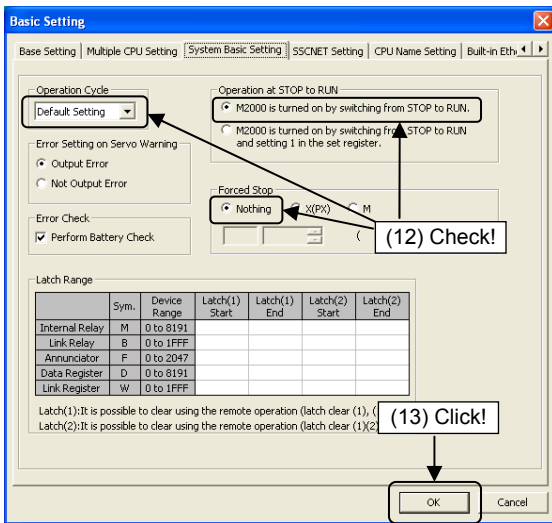 Basic Setting
Base Setting | Multiple CPU Setting | System Basic Setting | SSCNET Setting | CPU Name Setting | Built-in Eth
Operation Cycle
Default Setting
Operation at STOP to RUN
M2000 is turned on by switching from STOP to RUN.
M2000 is turned on by switching from STOP to RUN
and setting 1 in the set register.
Error Setting on Servo Warning
Output Error
Not Output Error
Forced Stop
Nothing X(PX) M
Error Check
Perform Battery Check
(
(12) Check!
Latch Range
Sym. Device Range Latch(1) Start Latch(1) End Latch(2) Start Latch(2) End
Internal Relay M 0 to 8191
Link Relay B 0 to 1FFF
Annunciator F 0 to 2047
Data Register D 0 to 8191
Link Register W 0 to 1FFF
Latch(1):It is possible to clear using the remote operation (latch clear (1), (
Latch(2):It is possible to clear using the remote operation (latch clear (1)(2)
(13) Click!
OK Cancel